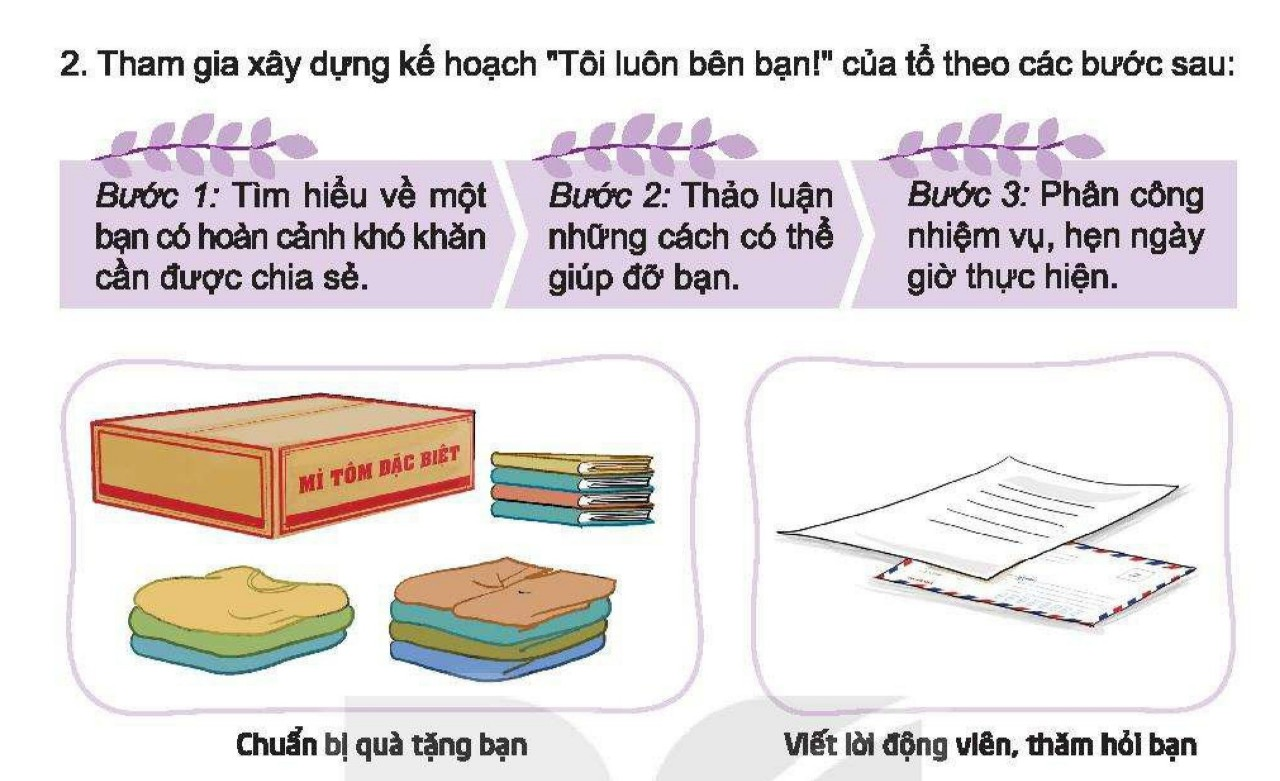 2. Tham gia xây dựng kế hoạch "Tôi luôn bên bạn!" của tổ theo các bước sau:
Bước 1: Tìm hiểu về một
bạn có hoàn cảnh khó khăn
cần được chia sẻ.
Bước 2: Thảo luận
những cách có thể
giúp đỡ bạn.
Bước 3: Phân công
nhiệm vụ, hẹn ngày
giờ thực hiện.
MÌ TÔM ĐẶC BIỆT
Chuẩn bị quà tặng bạn
Viết lời động viên, thăm hỏi bạn